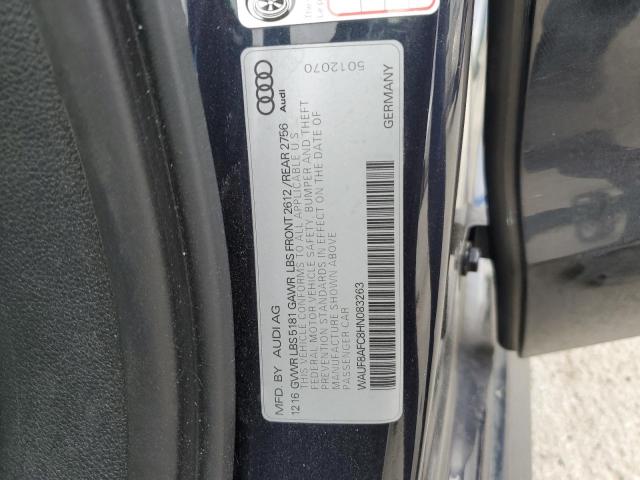 5012070
Audi
MFD. BY AUDI AG
12 16 GVWR LBS 5181 GAWR LBS FRONT 2612 / REAR 2756
THIS VEHICLE CONFORMS TO ALL APPLICABLE U.S.
FEDERAL MOTOR VEHICLE SAFETY, BUMPER AND THEFT
PREVENTION STANDARDS IN EFFECT ON THE DATE OF
MANUFACTURE SHOWN ABOVE
PASSENGER CAR
WAUF8AFC8HN083263
GERMANY